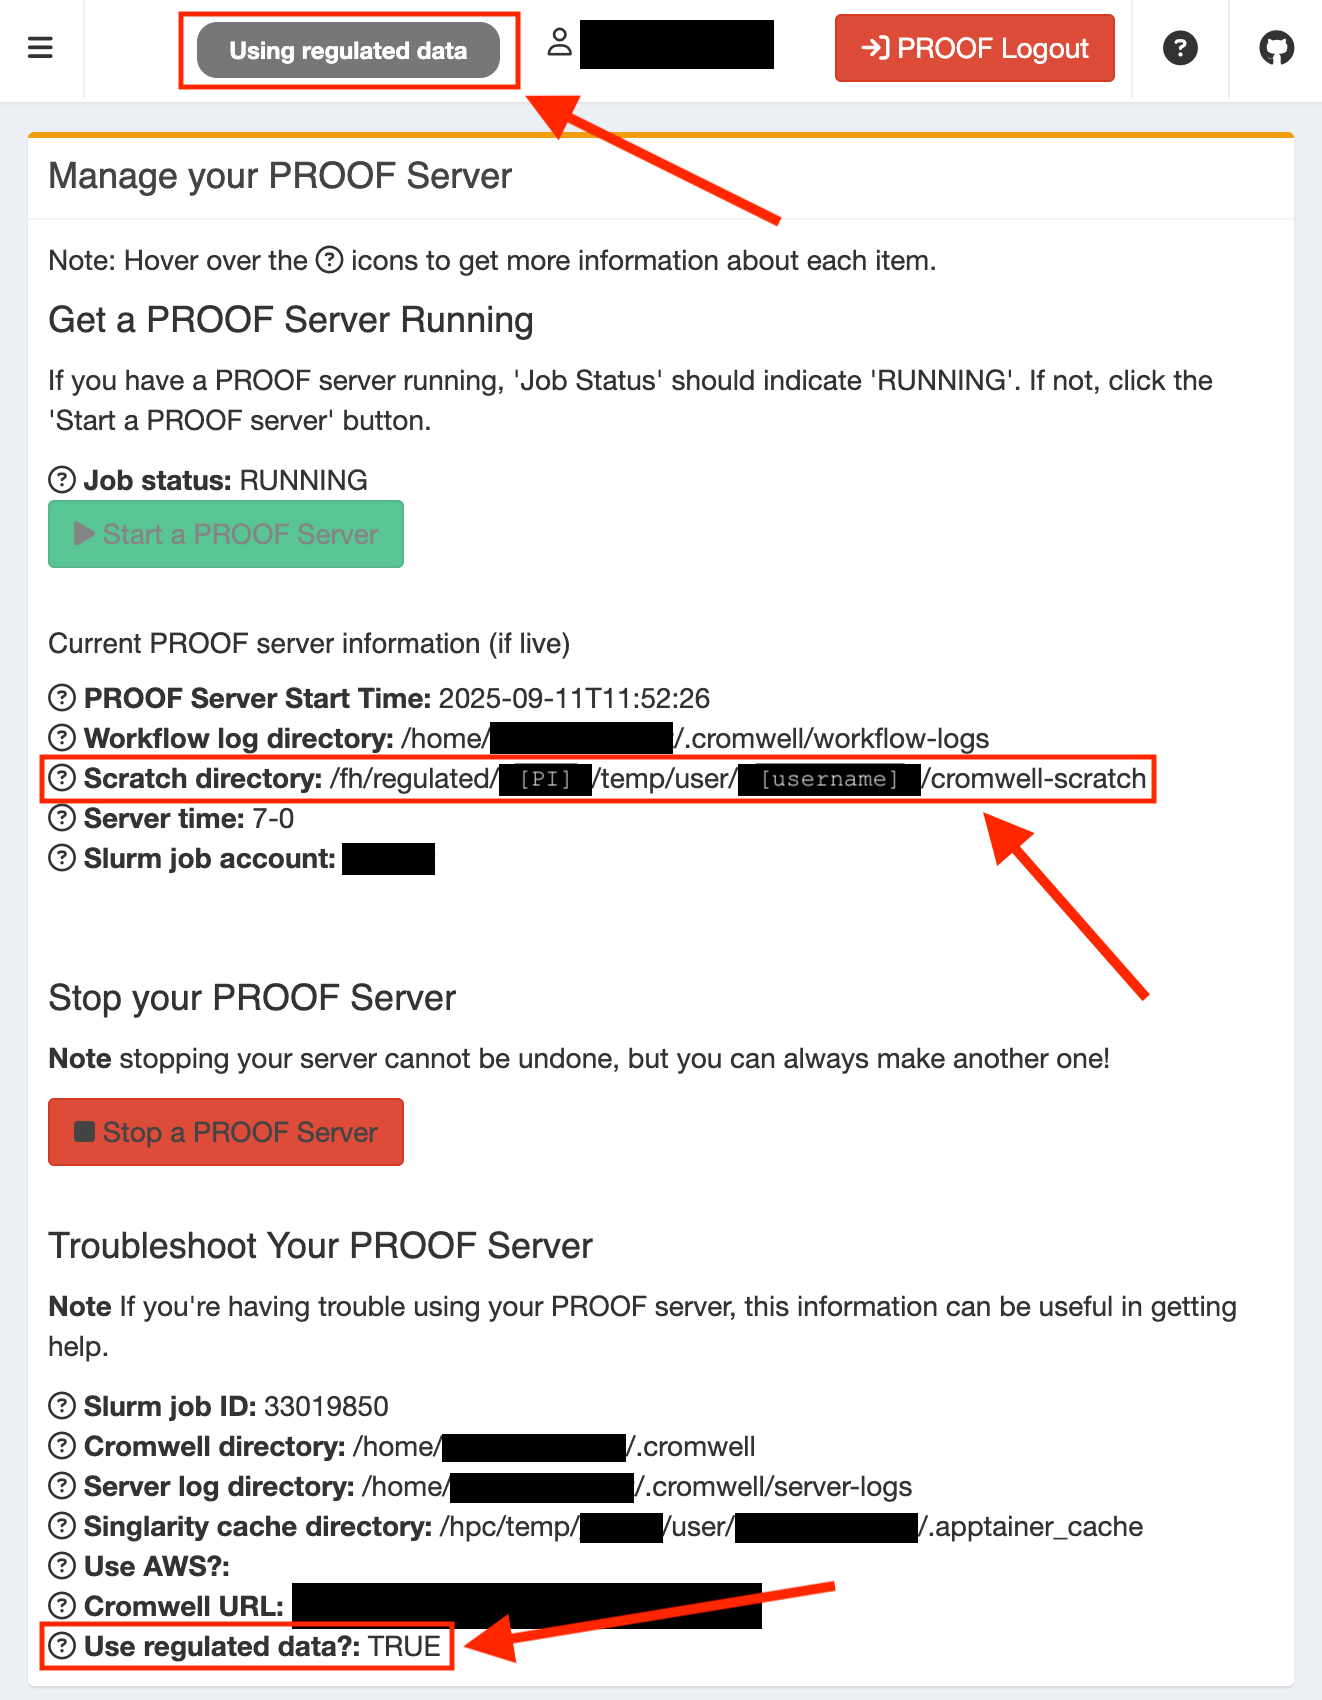 Using regulated data
PROOF Logout
Manage your PROOF Server
Note: Hover over the ? icons to get more information about each item.
Get a PROOF Server Running
If you have a PROOF server running, 'Job Status' should indicate 'RUNNING'. If not, click the
'Start a PROOF server' button.
? Job status: RUNNING
Start a PROOF Server
Current PROOF server information (if live)
? PROOF Server Start Time: 2025-09-11T11:52:26
? Workflow log directory: /home/ /.cromwell/workflow-logs
? Scratch directory: /fh/regulated/ [PI] /temp/user/ [username] /cromwell-scratch
? Server time: 7-0
? Slurm job account:
Stop your PROOF Server
Note stopping your server cannot be undone, but you can always make another one!
Stop a PROOF Server
Troubleshoot Your PROOF Server
Note If you're having trouble using your PROOF server, this information can be useful in getting
help.
? Slurm job ID: 33019850
? Cromwell directory: /home/ /.cromwell
? Server log directory: /home/ /.cromwell/server-logs
? Singlarity cache directory: /hpc/temp/ /user/ /.apptainer_cache
? Use AWS?:
? Cromwell URL:
? Use regulated data?: TRUE